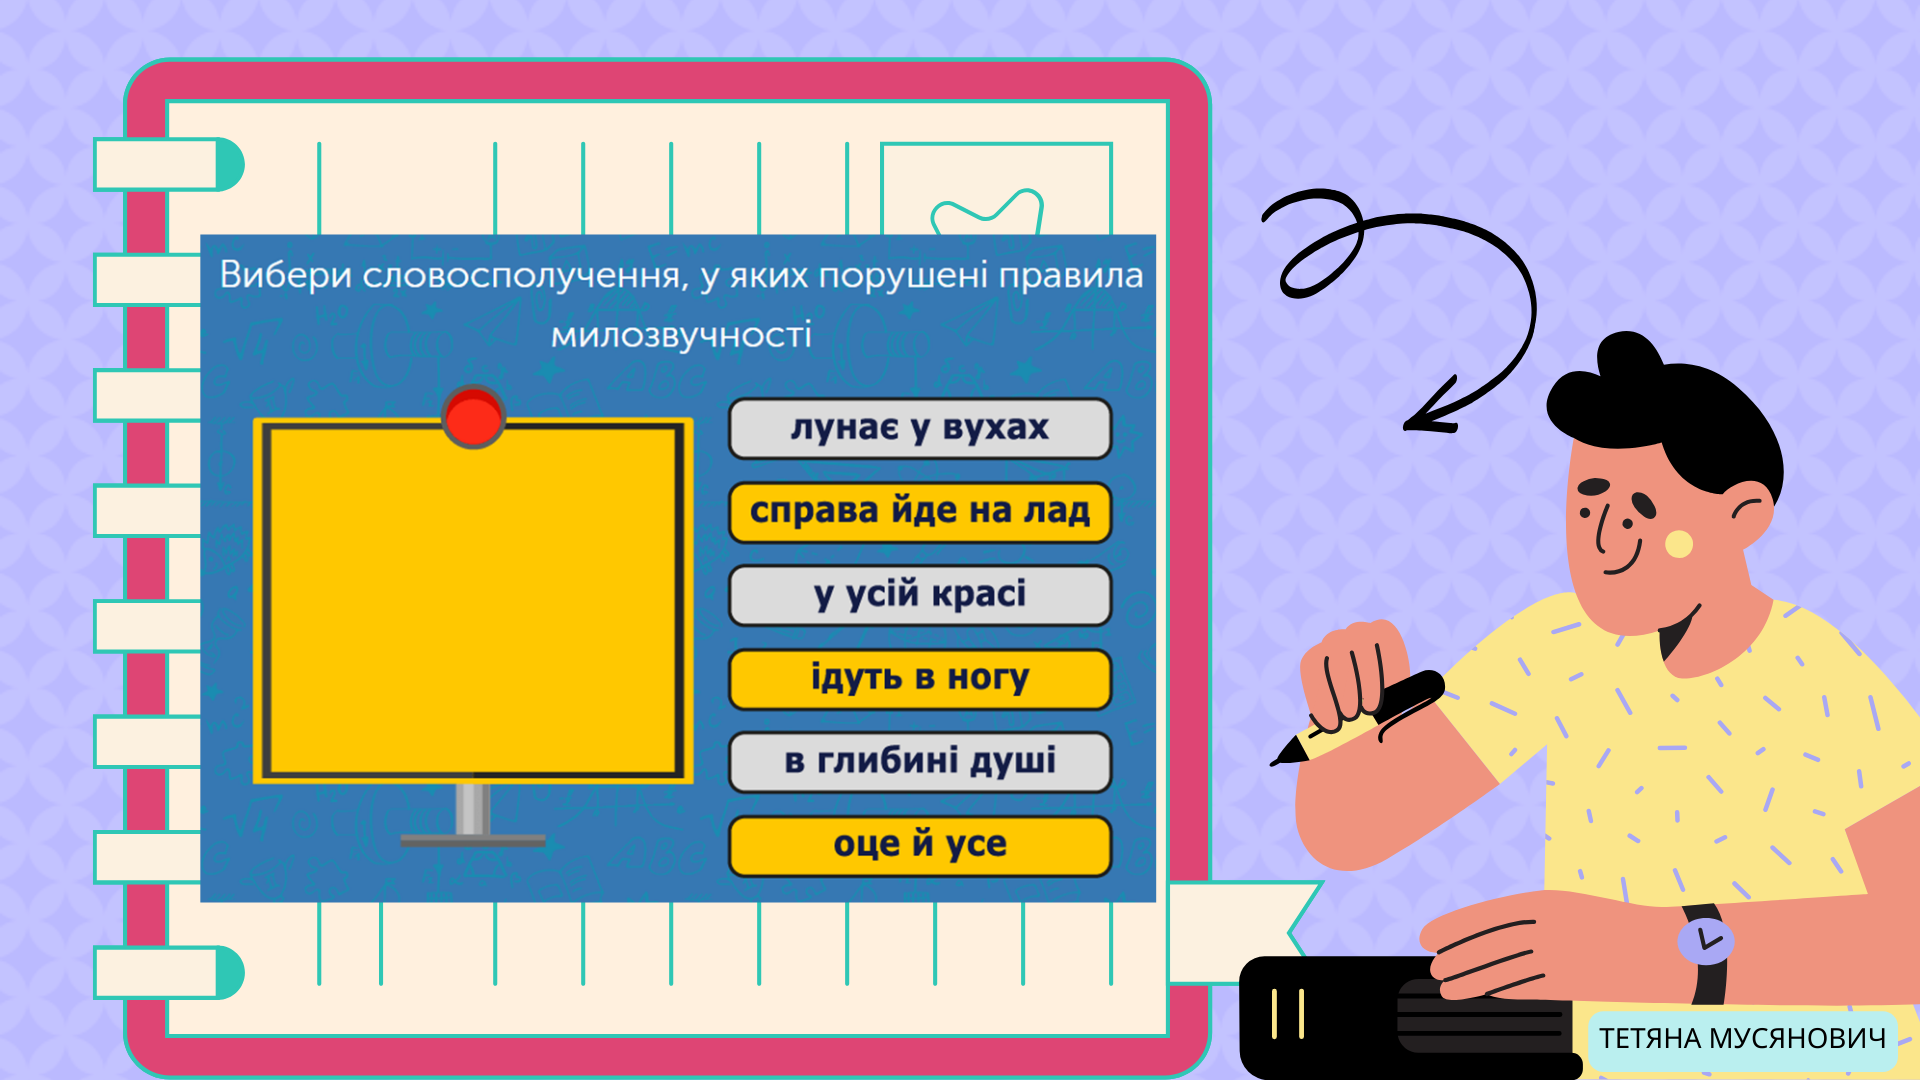 Вибери словосполучення, у яких порушені правила
милозвучності
лунає у вухах
справа йде на лад
у усій красі
ідуть в ногу
в глибині душі
оце й усе
ТЕТЯНА МУСЯНОВИЧ